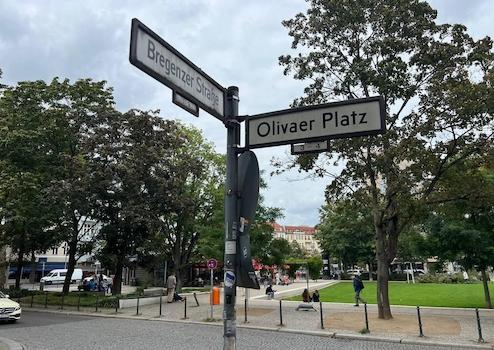 Bregenzer Straße
Olivaer Platz